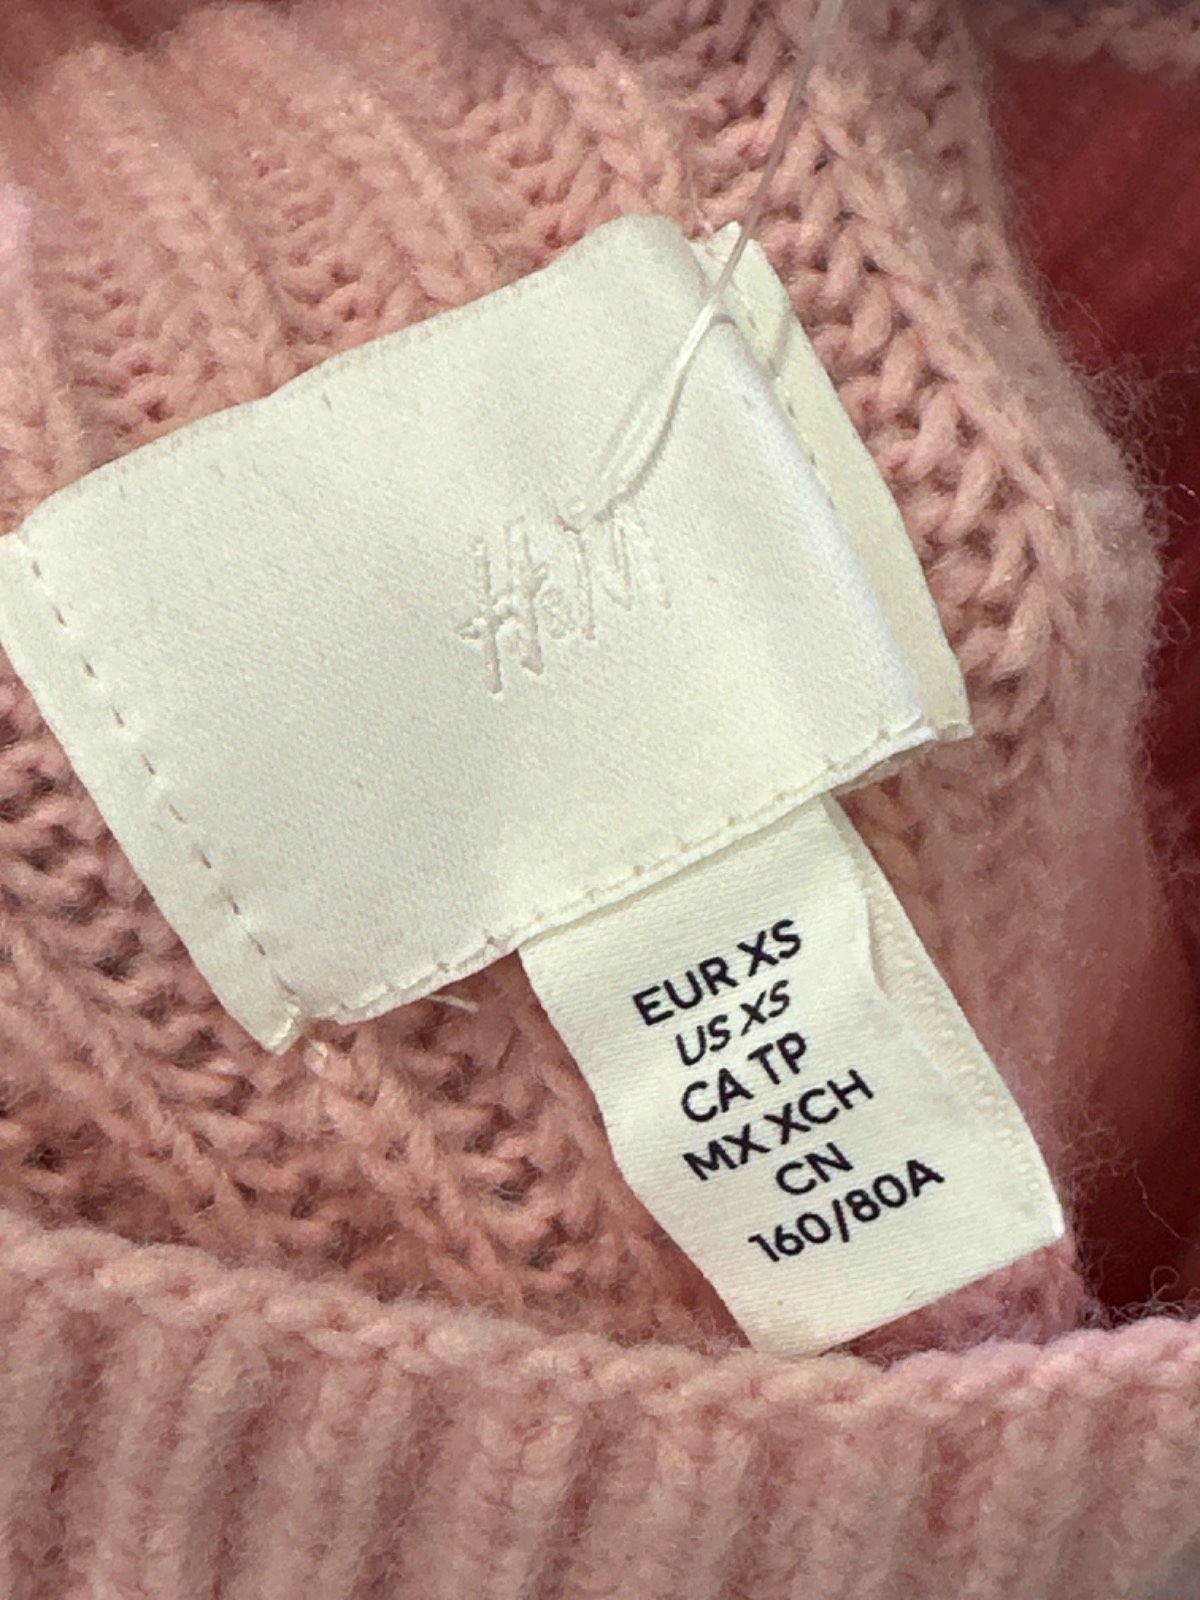 H&M
EUR XS
US XS
CA TP
MX XCH
CN
160/80A